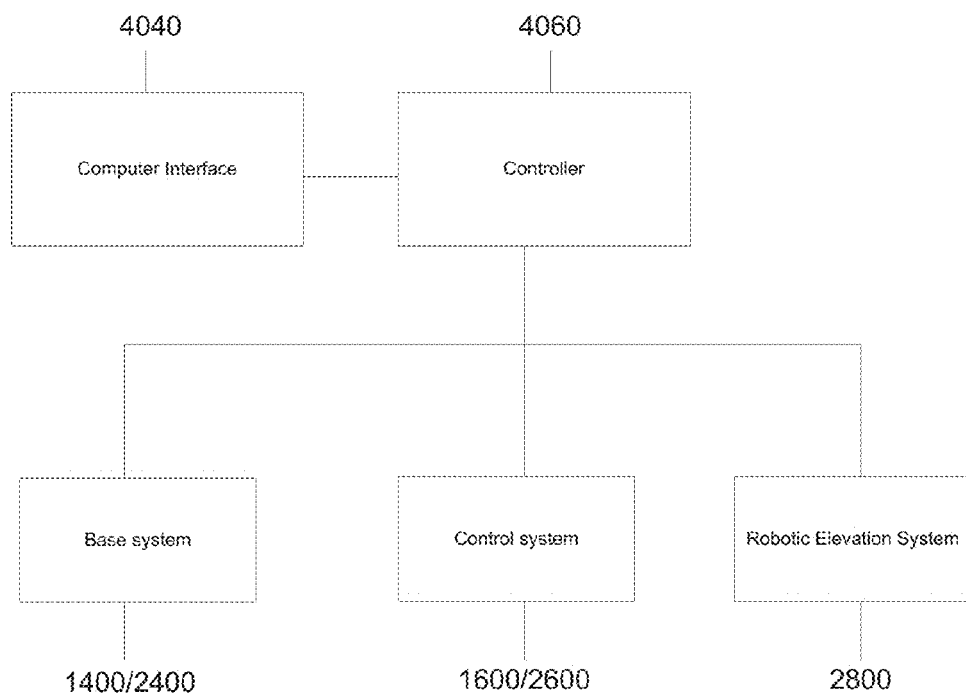 4040
4060
Computer Interface
Controller
Base system
Control system
Robotic Elevation System
1400/2400
1600/2600
2800